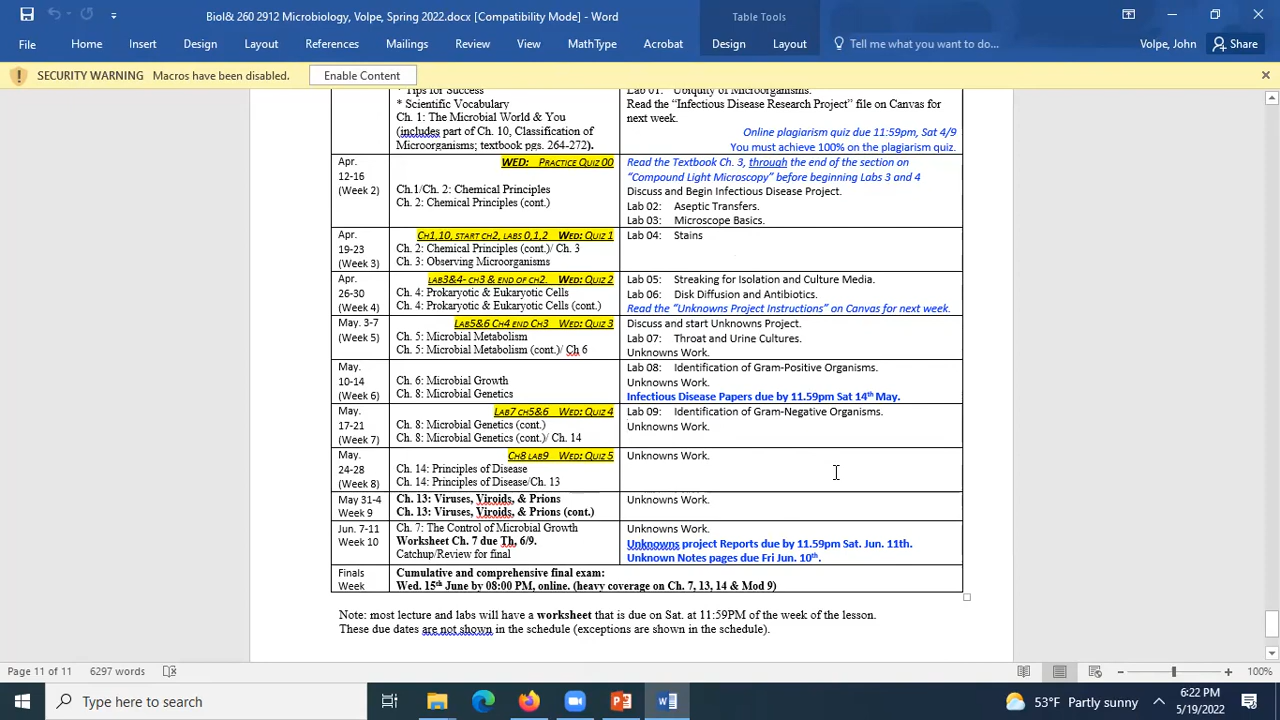 Biol& 260 2912 Microbiology, Volpe, Spring 2022.docx [Compatibility Mode] - Word
Table Tools
File Home Insert Design Layout References Mailings Review View MathType Acrobat Design Layout Tell me what you want to do... Volpe, John Share
SECURITY WARNING Macros have been disabled. Enable Content
* Tips for Success
* Scientific Vocabulary
Ch. 1: The Microbial World & You
(includes part of Ch. 10, Classification of
Microorganisms; textbook pgs. 264-272).
Lab 01: Ubiquity of Microorganisms.
Read the “Infectious Disease Research Project” file on Canvas for
next week.
Online plagiarism quiz due 11:59pm, Sat 4/9
You must achieve 100% on the plagiarism quiz.
Apr.
12-16
(Week 2)
WED: PRACTICE QUIZ 00
Ch.1/Ch. 2: Chemical Principles
Ch. 2: Chemical Principles (cont.)
Read the Textbook Ch. 3, through the end of the section on
“Compound Light Microscopy” before beginning Labs 3 and 4
Discuss and Begin Infectious Disease Project.
Lab 02: Aseptic Transfers.
Lab 03: Microscope Basics.
Apr.
19-23
(Week 3)
CH1,10, START CH2, LABS 0,1,2 WED: QUIZ 1
Ch. 2: Chemical Principles (cont.)/ Ch. 3
Ch. 3: Observing Microorganisms
Lab 04: Stains
Apr.
26-30
(Week 4)
LAB3&4- CH3 & END OF CH2. WED: QUIZ 2
Ch. 4: Prokaryotic & Eukaryotic Cells
Ch. 4: Prokaryotic & Eukaryotic Cells (cont.)
Lab 05: Streaking for Isolation and Culture Media.
Lab 06: Disk Diffusion and Antibiotics.
Read the “Unknowns Project Instructions” on Canvas for next week.
May. 3-7
(Week 5)
LAB5&6 CH4 END CH3 WED: QUIZ 3
Ch. 5: Microbial Metabolism
Ch. 5: Microbial Metabolism (cont.)/ Ch 6
Discuss and start Unknowns Project.
Lab 07: Throat and Urine Cultures.
Unknowns Work.
May.
10-14
(Week 6)
Ch. 6: Microbial Growth
Ch. 8: Microbial Genetics
Lab 08: Identification of Gram-Positive Organisms.
Unknowns Work.
Infectious Disease Papers due by 11.59pm Sat 14th May.
May.
17-21
(Week 7)
LAB7 CH5&6 WED: QUIZ 4
Ch. 8: Microbial Genetics (cont.)
Ch. 8: Microbial Genetics (cont.)/ Ch. 14
Lab 09: Identification of Gram-Negative Organisms.
Unknowns Work.
May.
24-28
(Week 8)
CH8 LAB9 WED: QUIZ 5
Ch. 14: Principles of Disease
Ch. 14: Principles of Disease/Ch. 13
Unknowns Work.
May 31-4
Week 9
Ch. 13: Viruses, Viroids, & Prions
Ch. 13: Viruses, Viroids, & Prions (cont.)
Unknowns Work.
Jun. 7-11
Week 10
Ch. 7: The Control of Microbial Growth
Worksheet Ch. 7 due Th, 6/9.
Catchup/Review for final
Unknowns Work.
Unknowns project Reports due by 11.59pm Sat. Jun. 11th.
Unknown Notes pages due Fri Jun. 10th.
Finals
Week
Cumulative and comprehensive final exam:
Wed. 15th June by 08:00 PM, online. (heavy coverage on Ch. 7, 13, 14 & Mod 9)
Note: most lecture and labs will have a worksheet that is due on Sat. at 11:59PM of the week of the lesson.
These due dates are not shown in the schedule (exceptions are shown in the schedule).
Page 11 of 11 6297 words 100%
Type here to search 53°F Partly sunny 6:22 PM
5/19/2022